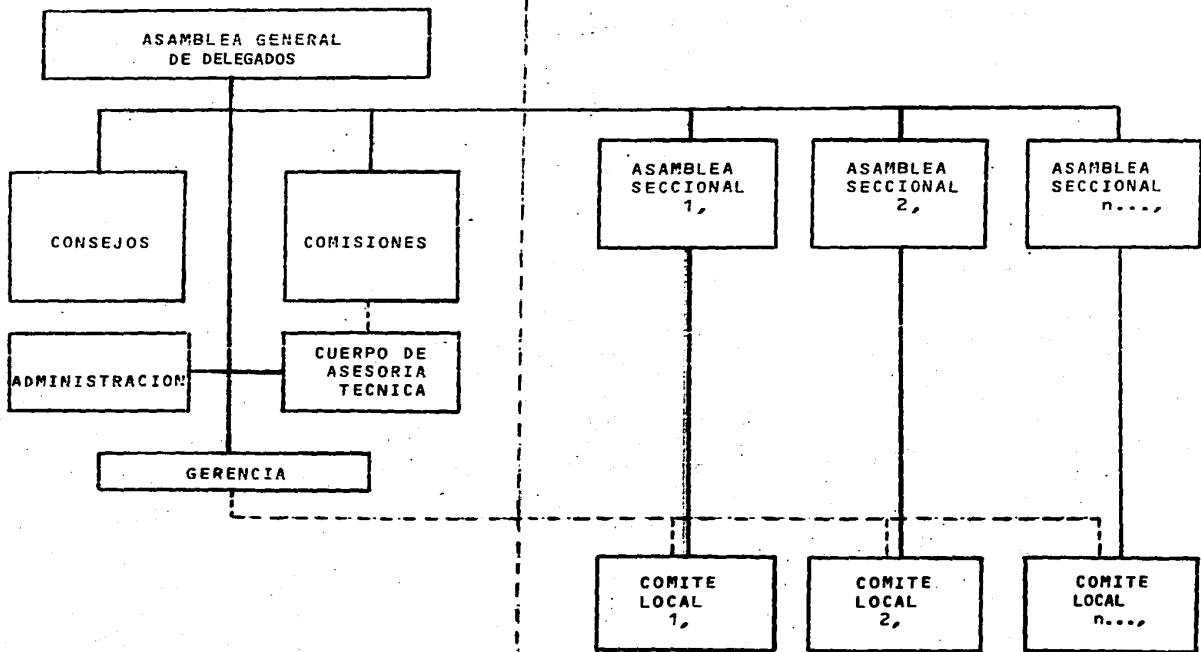 ASAMBLEA GENERAL
DE DELEGADOS
CONSEJOS
COMISIONES
ASAMBLEA
SECCIONAL
1,
ASAMBLEA
SECCIONAL
2,
ASAMBLEA
SECCIONAL
n...,
ADMINISTRACION
CUERPO DE
ASESORIA
TECNICA
GERENCIA
COMITE
LOCAL
1,
COMITE
LOCAL
2,
COMITE
LOCAL
n...,